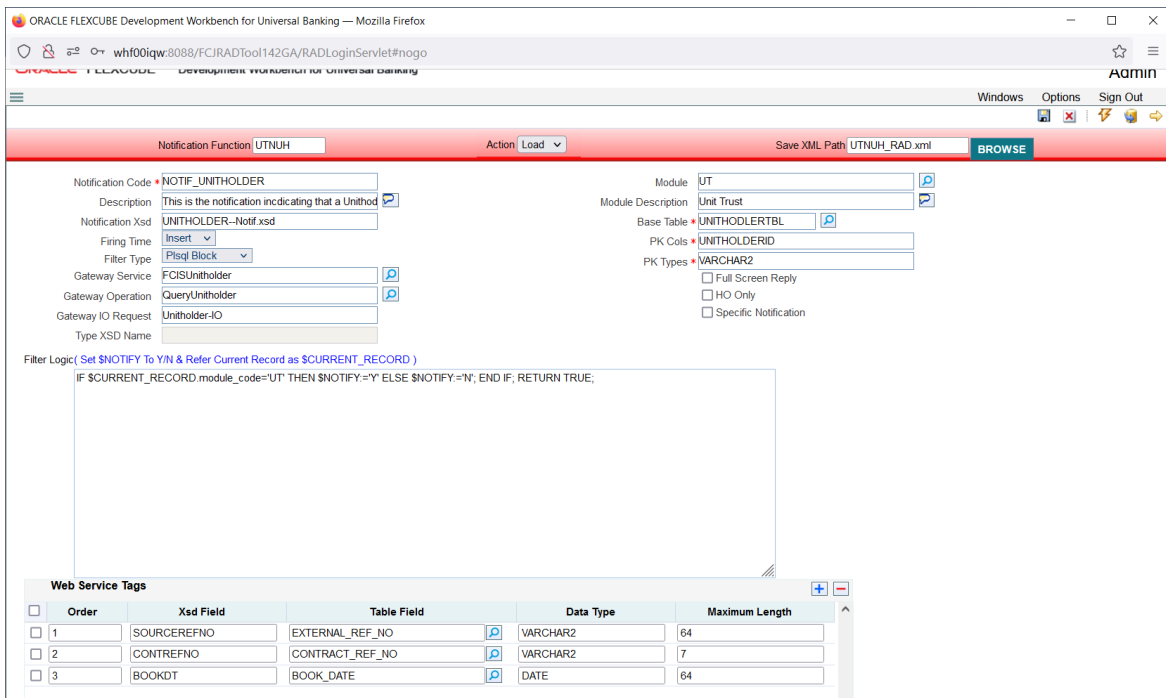 ORACLE FLEXCUBE Development Workbench for Universal Banking — Mozilla Firefox
whf00iqw:8088/FCJRADTool142GA/RADLoginServlet#nogo
ORACLE FLEXCUBE Development Workbench for Universal Banking Admin
Windows Options Sign Out
Notification Function UTNUH Action Load Save XML Path UTNUH_RAD.xml BROWSE
Notification Code * NOTIF_UNITHOLDER Module UT
Description This is the notification incdicating that a Unithod Module Description Unit Trust
Notification Xsd UNITHOLDER--Notif.xsd Base Table * UNITHODLERTBL
Firing Time Insert PK Cols * UNITHOLDERID
Filter Type Plsql Block PK Types * VARCHAR2
Gateway Service FCISUnitholder Full Screen Reply
Gateway Operation QueryUnitholder HO Only
Gateway IO Request Unitholder-IO Specific Notification
Type XSD Name
Filter Logic( Set $NOTIFY To Y/N & Refer Current Record as $CURRENT_RECORD )
IF $CURRENT_RECORD.module_code='UT' THEN $NOTIFY:='Y' ELSE $NOTIFY:='N'; END IF; RETURN TRUE;
Web Service Tags
Order Xsd Field Table Field Data Type Maximum Length
1 SOURCEREFNO EXTERNAL_REF_NO VARCHAR2 64
2 CONTREFNO CONTRACT_REF_NO VARCHAR2 7
3 BOOKDT BOOK_DATE DATE 64